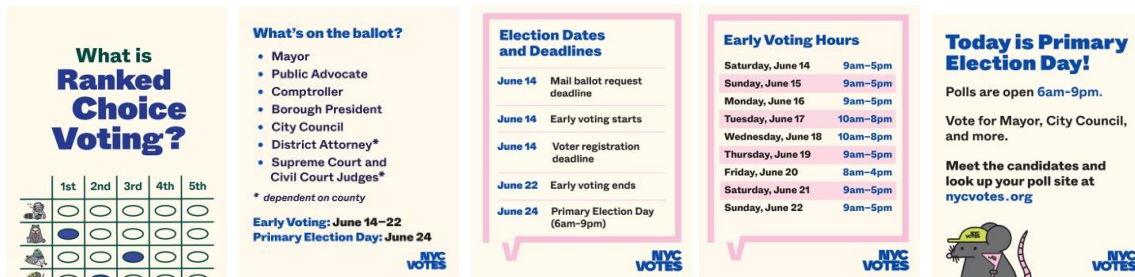 What is
Ranked
Choice
Voting?
1st 2nd 3rd 4th 5th
What's on the ballot?
• Mayor
• Public Advocate
• Comptroller
• Borough President
• City Council
• District Attorney*
• Supreme Court and
Civil Court Judges*
* dependent on county
Early Voting: June 14–22
Primary Election Day: June 24
NYC
VOTES
Election Dates
and Deadlines
June 14 Mail ballot request
deadline
June 14 Early voting starts
June 14 Voter registration
deadline
June 22 Early voting ends
June 24 Primary Election Day
(6am-9pm)
NYC
VOTES
Early Voting Hours
Saturday, June 14 9am–5pm
Sunday, June 15 9am–5pm
Monday, June 16 9am–5pm
Tuesday, June 17 10am–8pm
Wednesday, June 18 10am–8pm
Thursday, June 19 9am–5pm
Friday, June 20 8am–4pm
Saturday, June 21 9am–5pm
Sunday, June 22 9am–5pm
NYC
VOTES
Today is Primary
Election Day!
Polls are open 6am-9pm.
Vote for Mayor, City Council,
and more.
Meet the candidates and
look up your poll site at
nycvotes.org
NYC
VOTES